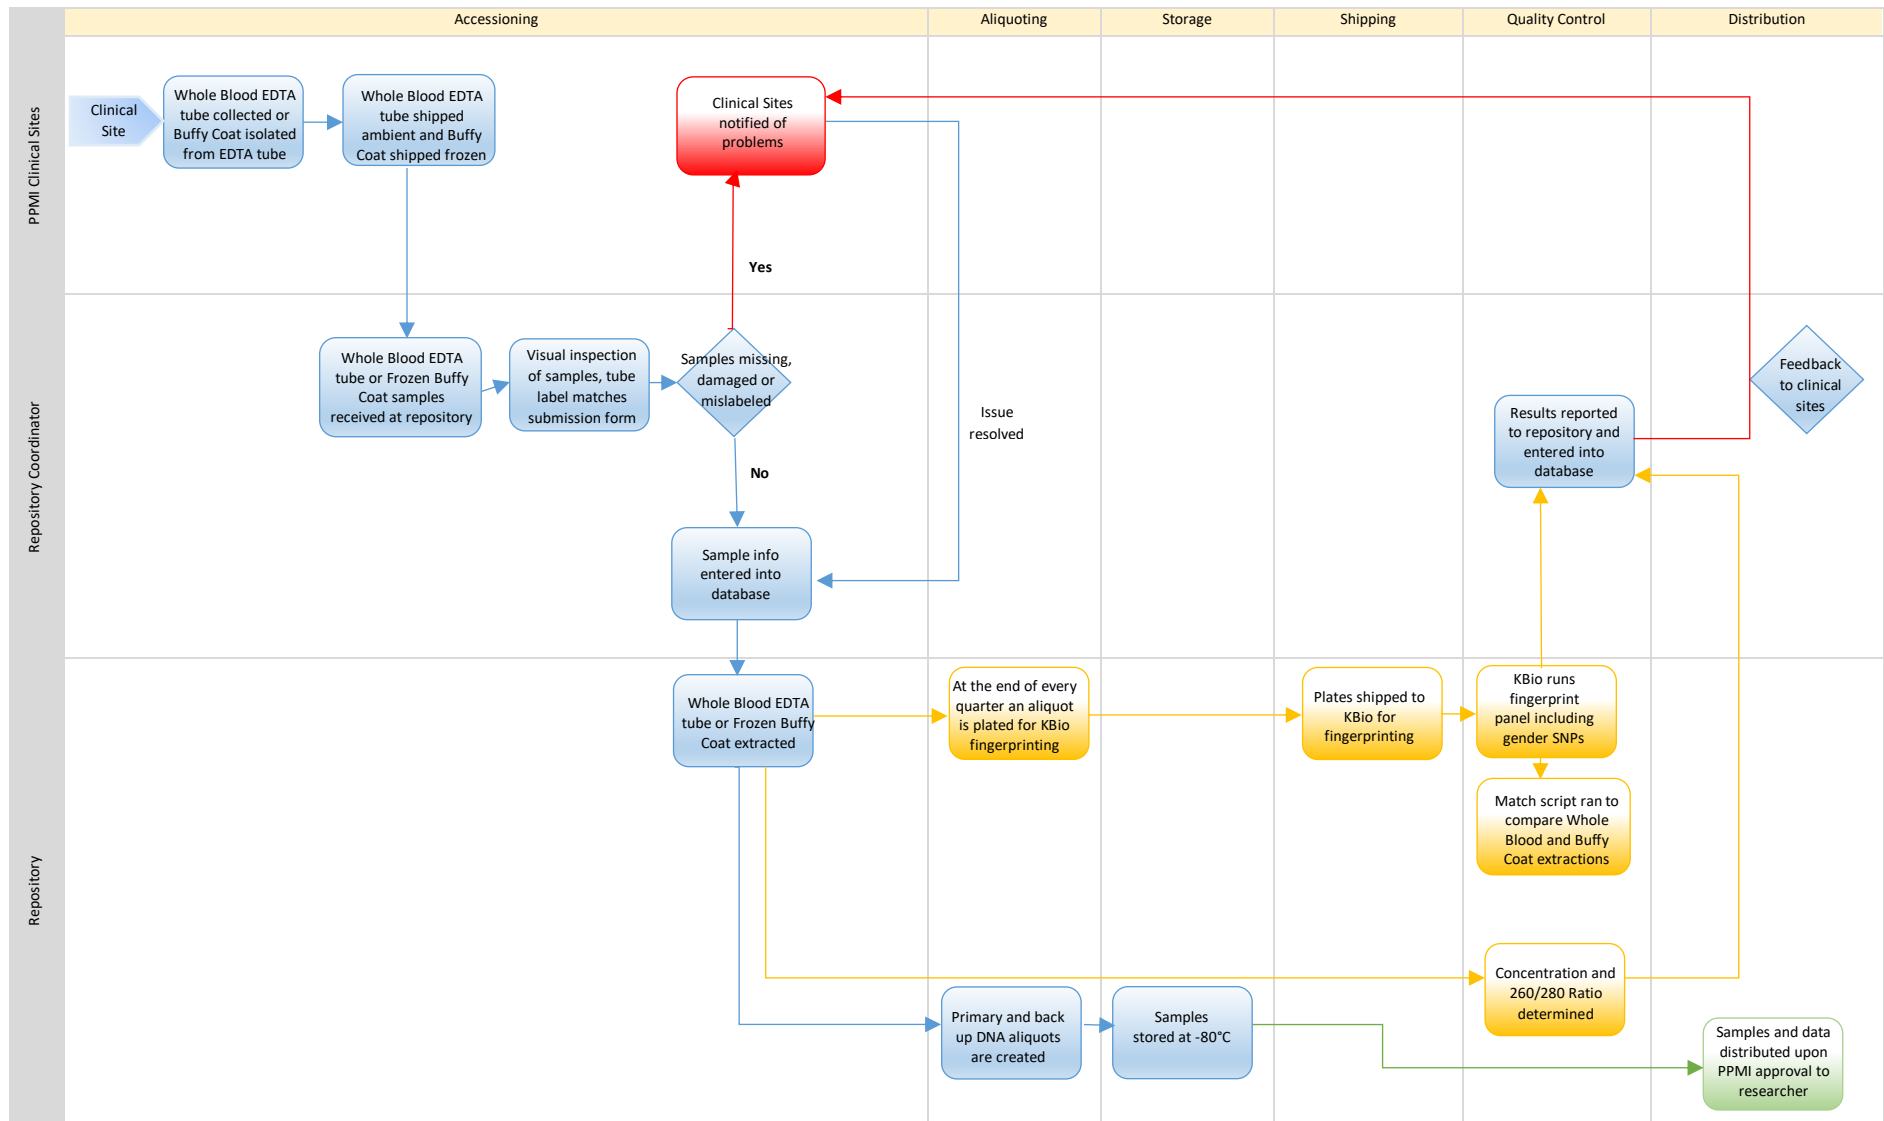 Accessioning
Aliquoting
Storage
Shipping
Quality Control
Distribution
PPMI Clinical Sites
Clinical
Site
Whole Blood EDTA
tube collected or
Buffy Coat isolated
from EDTA tube
Whole Blood EDTA
tube shipped
ambient and Buffy
Coat shipped frozen
Clinical Sites
notified of
problems
Yes
Repository Coordinator
Whole Blood EDTA
tube or Frozen Buffy
Coat samples
received at repository
Visual inspection
of samples, tube
label matches
submission form
Samples missing,
damaged or
mislabeled
Issue
resolved
No
Results reported
to repository and
entered into
database
Feedback
to clinical
sites
Sample info
entered into
database
Repository
Whole Blood EDTA
tube or Frozen Buffy
Coat extracted
At the end of every
quarter an aliquot
is plated for KBio
fingerprinting
Plates shipped to
KBio for
fingerprinting
KBio runs
fingerprint
panel including
gender SNPs
Match script ran to
compare Whole
Blood and Buffy
Coat extractions
Concentration and
260/280 Ratio
determined
Primary and back
up DNA aliquots
are created
Samples
stored at -80°C
Samples and data
distributed upon
PPMI approval to
researcher